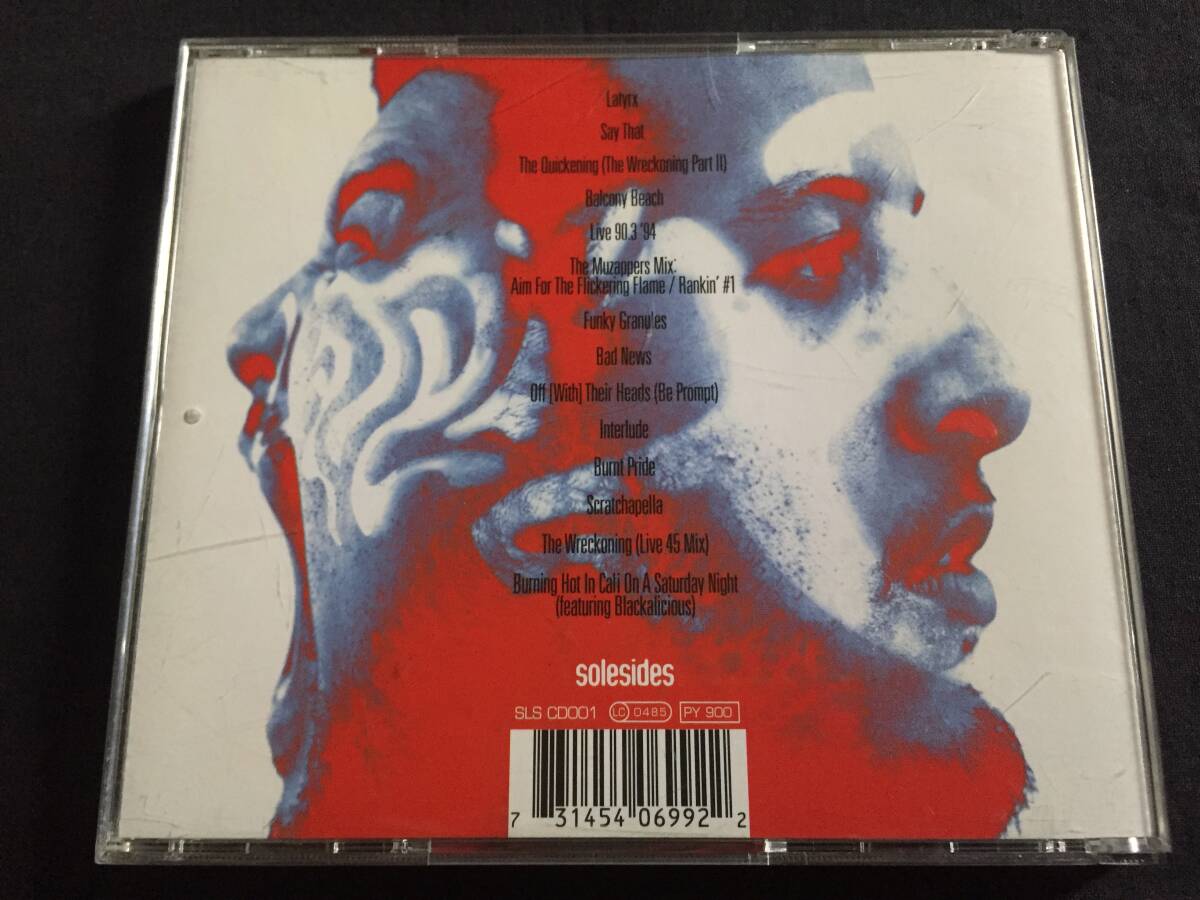 Latyrx
Say That
The Quickening (The Wreckoning Part II)
Balcony Beach
Live 90.3 '94
The Muzappers Mix:
Aim For The Flickering Flame / Rankin' #1
Funky Granules
Bad News
Off [With] Their Heads (Be Prompt)
Interlude
Burnt Pride
Scratchapella
The Wreckoning (Live 45 Mix)
Burning Hot In Cali On A Saturday Night
(featuring Blackalicious)
solesides
SLS CD001 LC 0485 PY 900
7 31454 06992 2